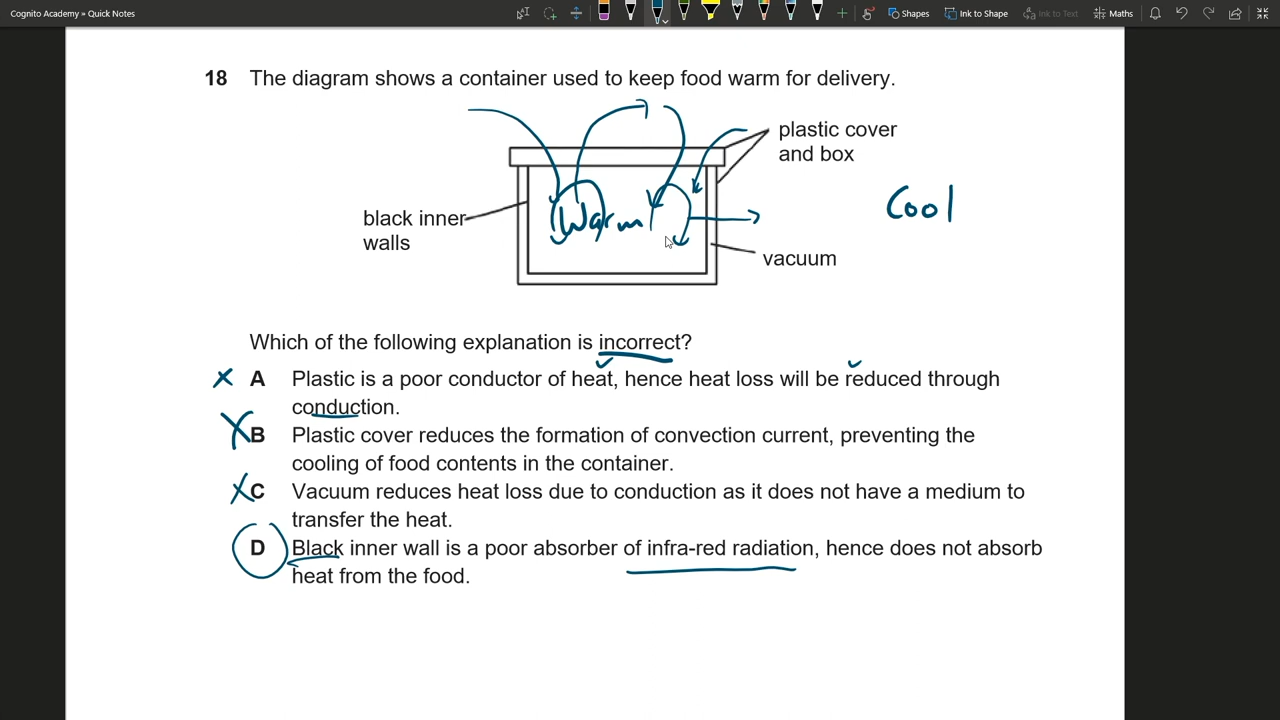 Cognito Academy » Quick Notes
Shapes
Ink to Shape
Ink to Text
Maths
18 The diagram shows a container used to keep food warm for delivery.
plastic cover
and box
black inner
walls
Warm
Cool
vacuum
Which of the following explanation is incorrect?
A Plastic is a poor conductor of heat, hence heat loss will be reduced through
conduction.
B Plastic cover reduces the formation of convection current, preventing the
cooling of food contents in the container.
C Vacuum reduces heat loss due to conduction as it does not have a medium to
transfer the heat.
D Black inner wall is a poor absorber of infra-red radiation, hence does not absorb
heat from the food.